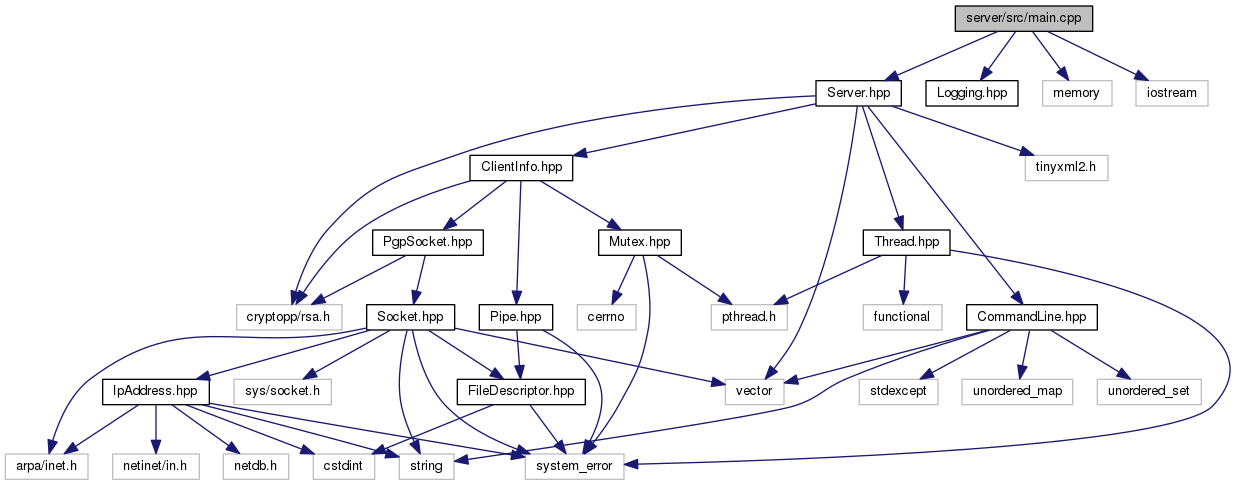 server/src/main.cpp
Server.hpp
Logging.hpp
memory
iostream
ClientInfo.hpp
tinyxml2.h
PgpSocket.hpp
Mutex.hpp
Thread.hpp
cryptopp/rsa.h
Socket.hpp
Pipe.hpp
cerrno
pthread.h
functional
CommandLine.hpp
IpAddress.hpp
sys/socket.h
FileDescriptor.hpp
vector
stdexcept
unordered_map
unordered_set
arpa/inet.h
netinet/in.h
netdb.h
cstdint
string
system_error